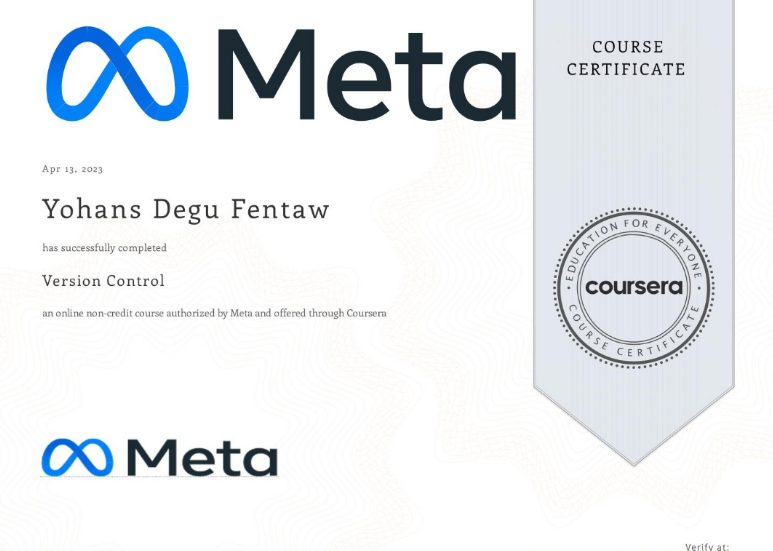 Meta
COURSE
CERTIFICATE
Apr 13, 2023
Yohans Degu Fentaw
has successfully completed
Version Control
an online non-credit course authorized by Meta and offered through Coursera
EDUCATION FOR EVERYONE
coursera
COURSE CERTIFICATE
Meta
Verify at: